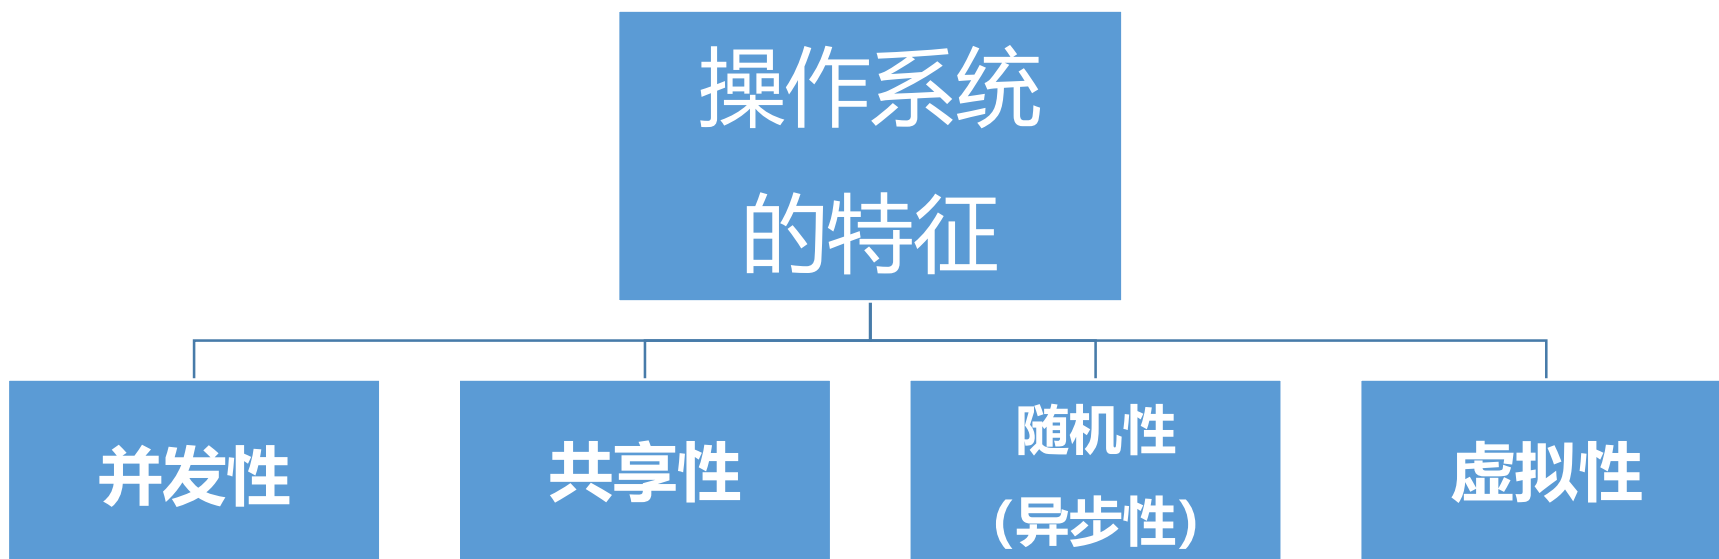 操作系统
的特征
并发性
共享性
随机性
(异步性)
虚拟性